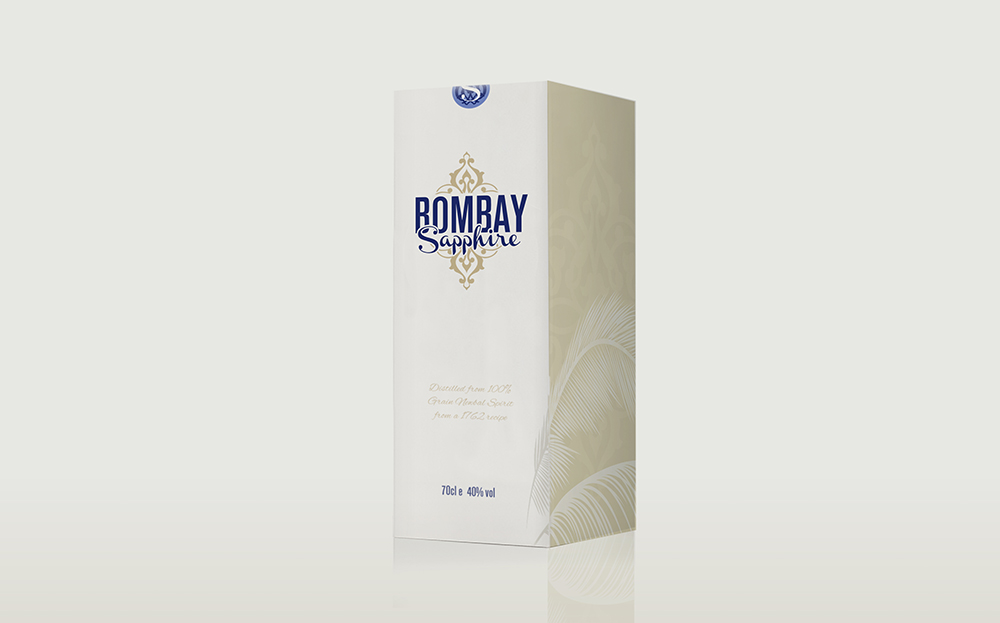 S
BOMBAY
Sapphire
Distilled from 100%
Grain Neutral Spirit
from a 1762 recipe
70cl e 40% vol